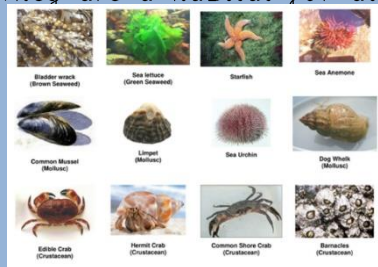 Bladder wrack
(Brown Seaweed)
Sea lettuce
(Green Seaweed)
Starfish
Sea Anemone
Common Mussel
(Mollusc)
Limpet
(Mollusc)
Sea Urchin
Dog Whelk
(Mollusc)
Edible Crab
(Crustacean)
Hermit Crab
(Crustacean)
Common Shore Crab
(Crustacean)
Barnacles
(Crustacean)